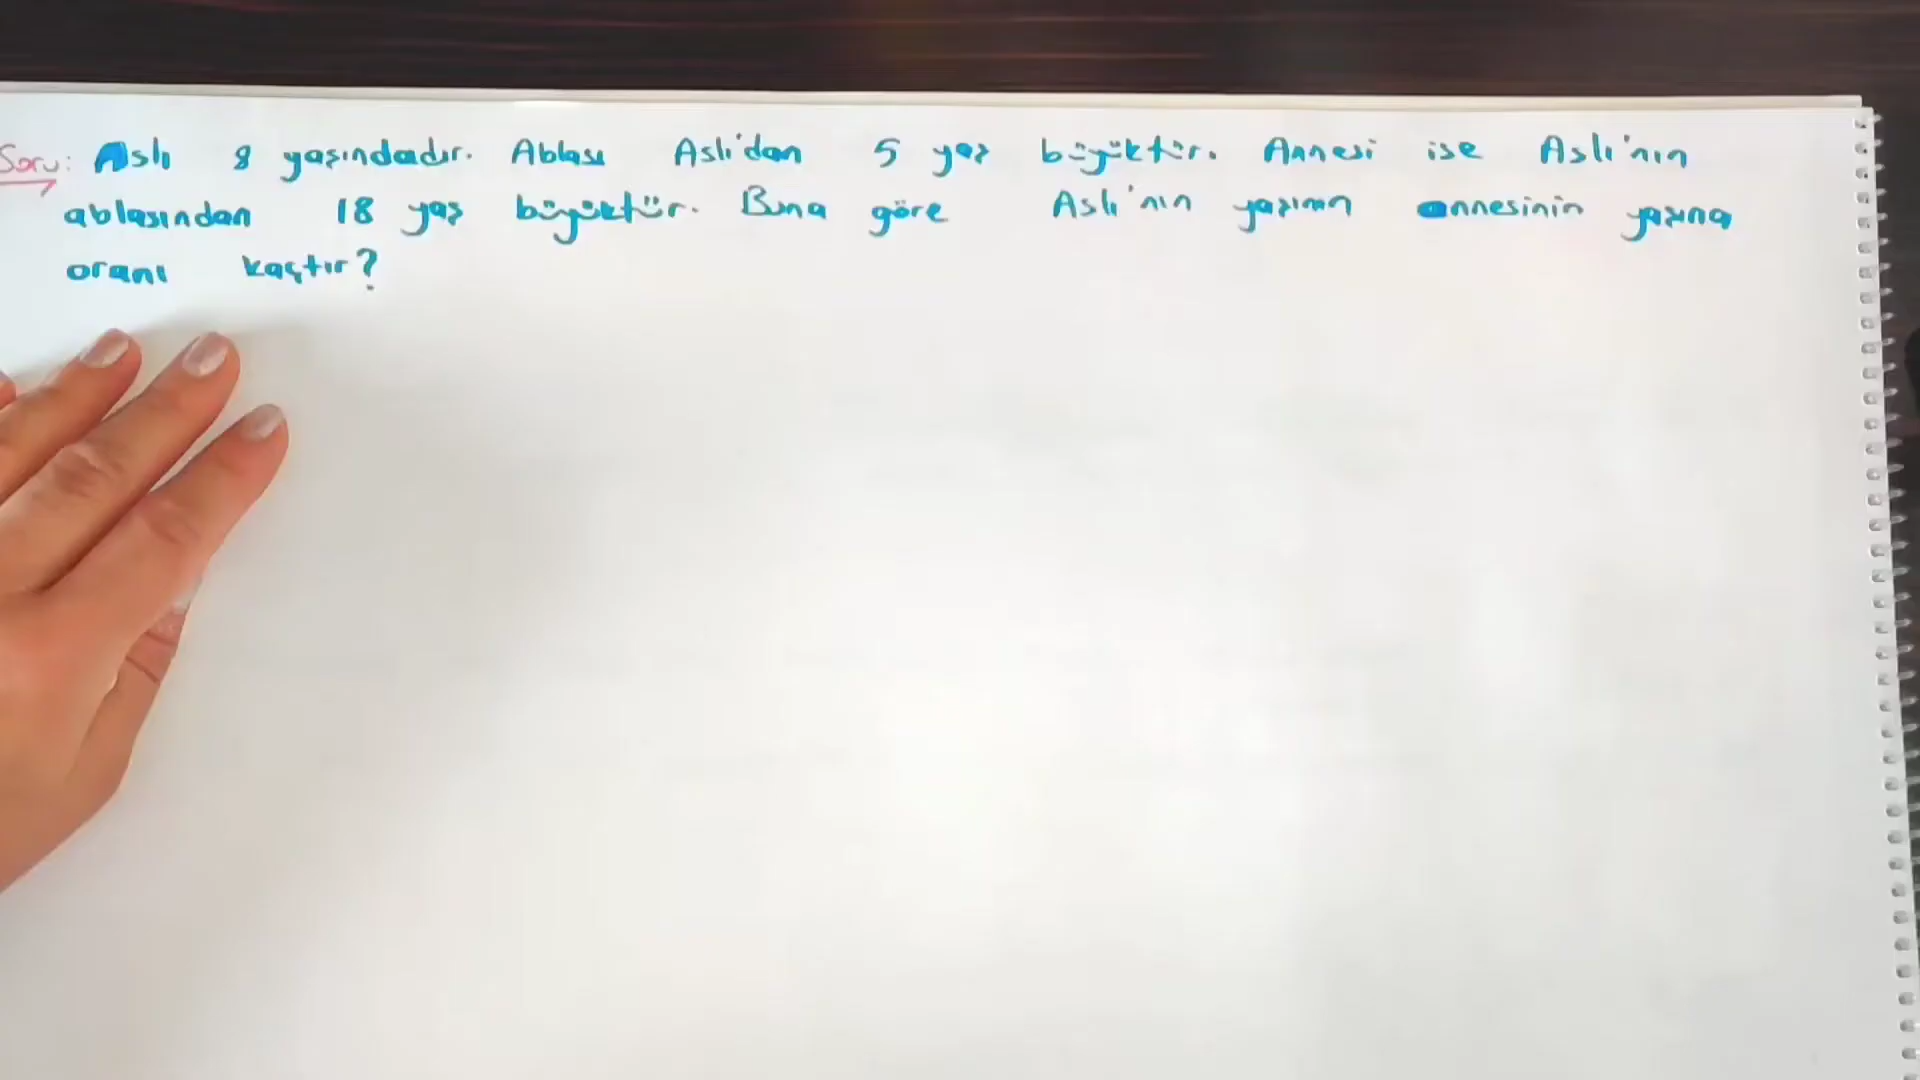 Soru: Aslı 8 yaşındadır. Ablası Aslı'dan 5 yaş büyüktür. Annesi ise Aslı'nın
ablasından 18 yaş büyüktür. Buna göre Aslı'nın yaşının annesinin yaşına
oranı kaçtır?